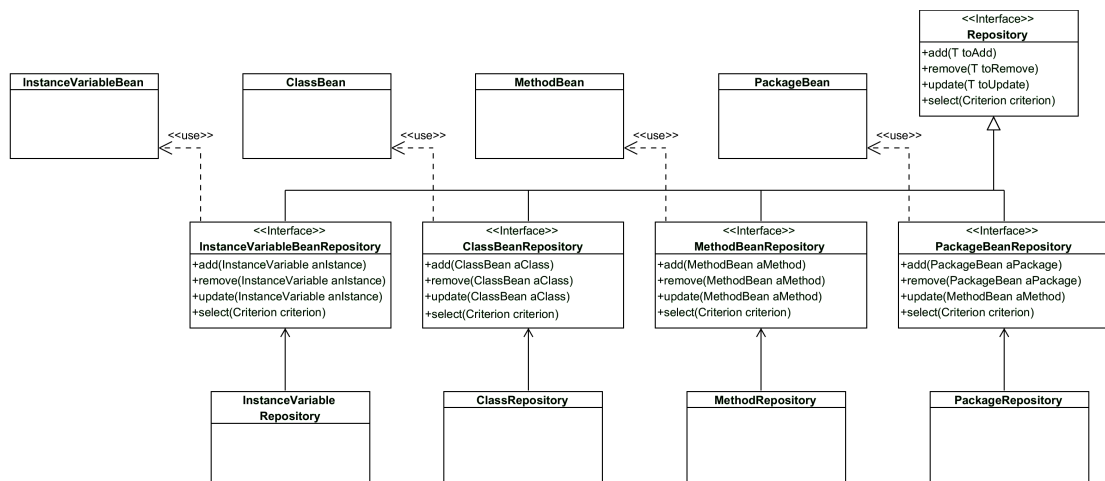 <<Interface>>
Repository
+add(T toAdd)
+remove(T toRemove)
+update(T toUpdate)
+select(Criterion criterion)
InstanceVariableBean
ClassBean
MethodBean
PackageBean
<<use>>
<<use>>
<<use>>
<<use>>
<<Interface>>
InstanceVariableBeanRepository
+add(InstanceVariable anIstance)
+remove(InstanceVariable anIstance)
+update(InstanceVariable anIstance)
+select(Criterion criterion)
<<Interface>>
ClassBeanRepository
+add(ClassBean aClass)
+remove(ClassBean aClass)
+update(ClassBean aClass)
+select(Criterion criterion)
<<Interface>>
MethodBeanRepository
+add(MethodBean aMethod)
+remove(MethodBean aMethod)
+update(MethodBean aMethod)
+select(Criterion criterion)
<<Interface>>
PackageBeanRepository
+add(PackageBean aPackage)
+remove(PackageBean aPackage)
+update(MethodBean aMethod)
+select(Criterion criterion)
InstanceVariable
Repository
ClassRepository
MethodRepository
PackageRepository